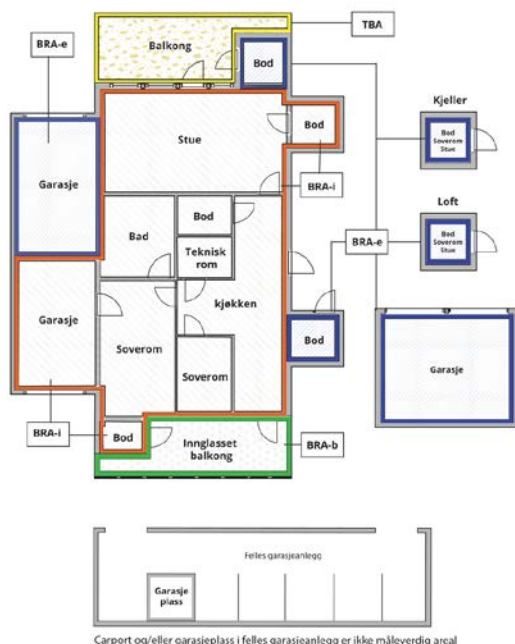 TBA
Balkong
BRA-e
Bod
Kjeller
Stue
Bod
Bod
Soverom
Stue
Garasje
BRA-i
Loft
Bod
Bad
Teknisk
rom
BRA-e
Bod
Soverom
Stue
Garasje
kjøkken
Soverom
Bod
Garasje
Soverom
BRA-i
Bod
Innglasset
balkong
BRA-b
Felles garasjeanlegg
Garasje
plass
Carport og/eller garasjeplass i felles garasjeanlegg er ikke måleverdig areal